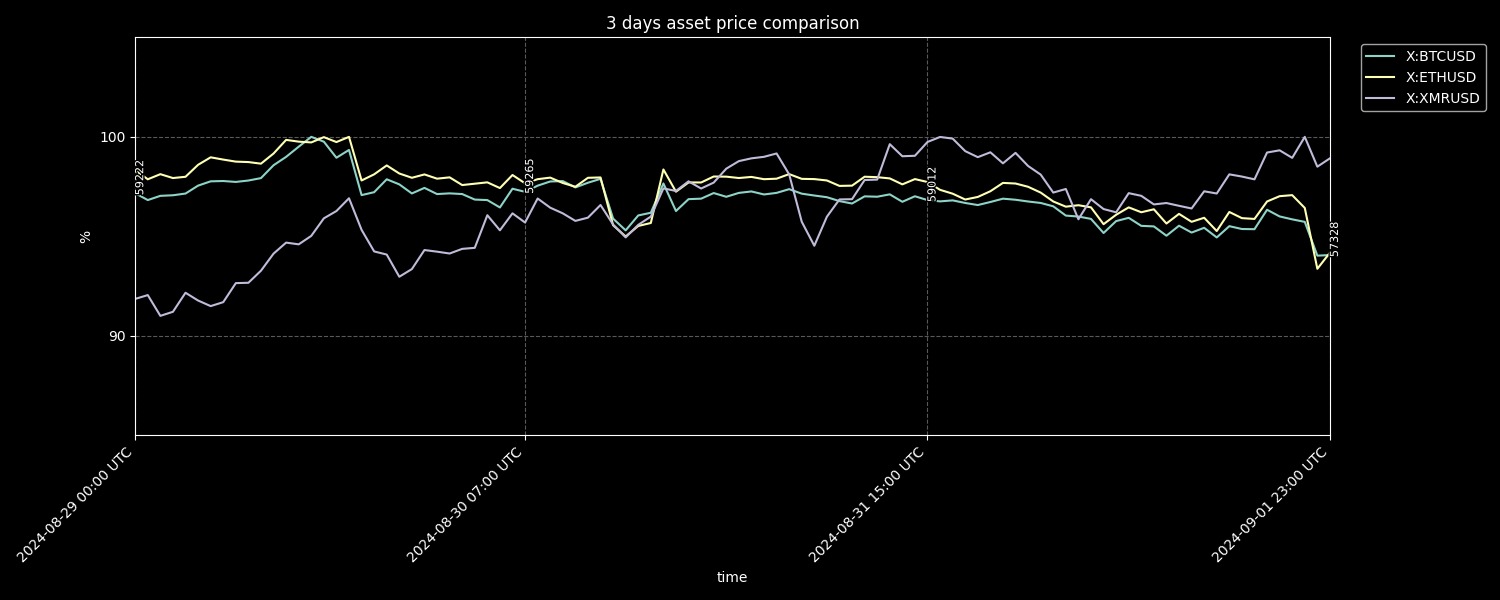 3 days asset price comparison
X:BTCUSD
X:ETHUSD
X:XMRUSD
100
90
%
59222
59265
59012
57328
2024-08-29 00:00 UTC
2024-08-30 07:00 UTC
2024-08-31 15:00 UTC
2024-09-01 23:00 UTC
time